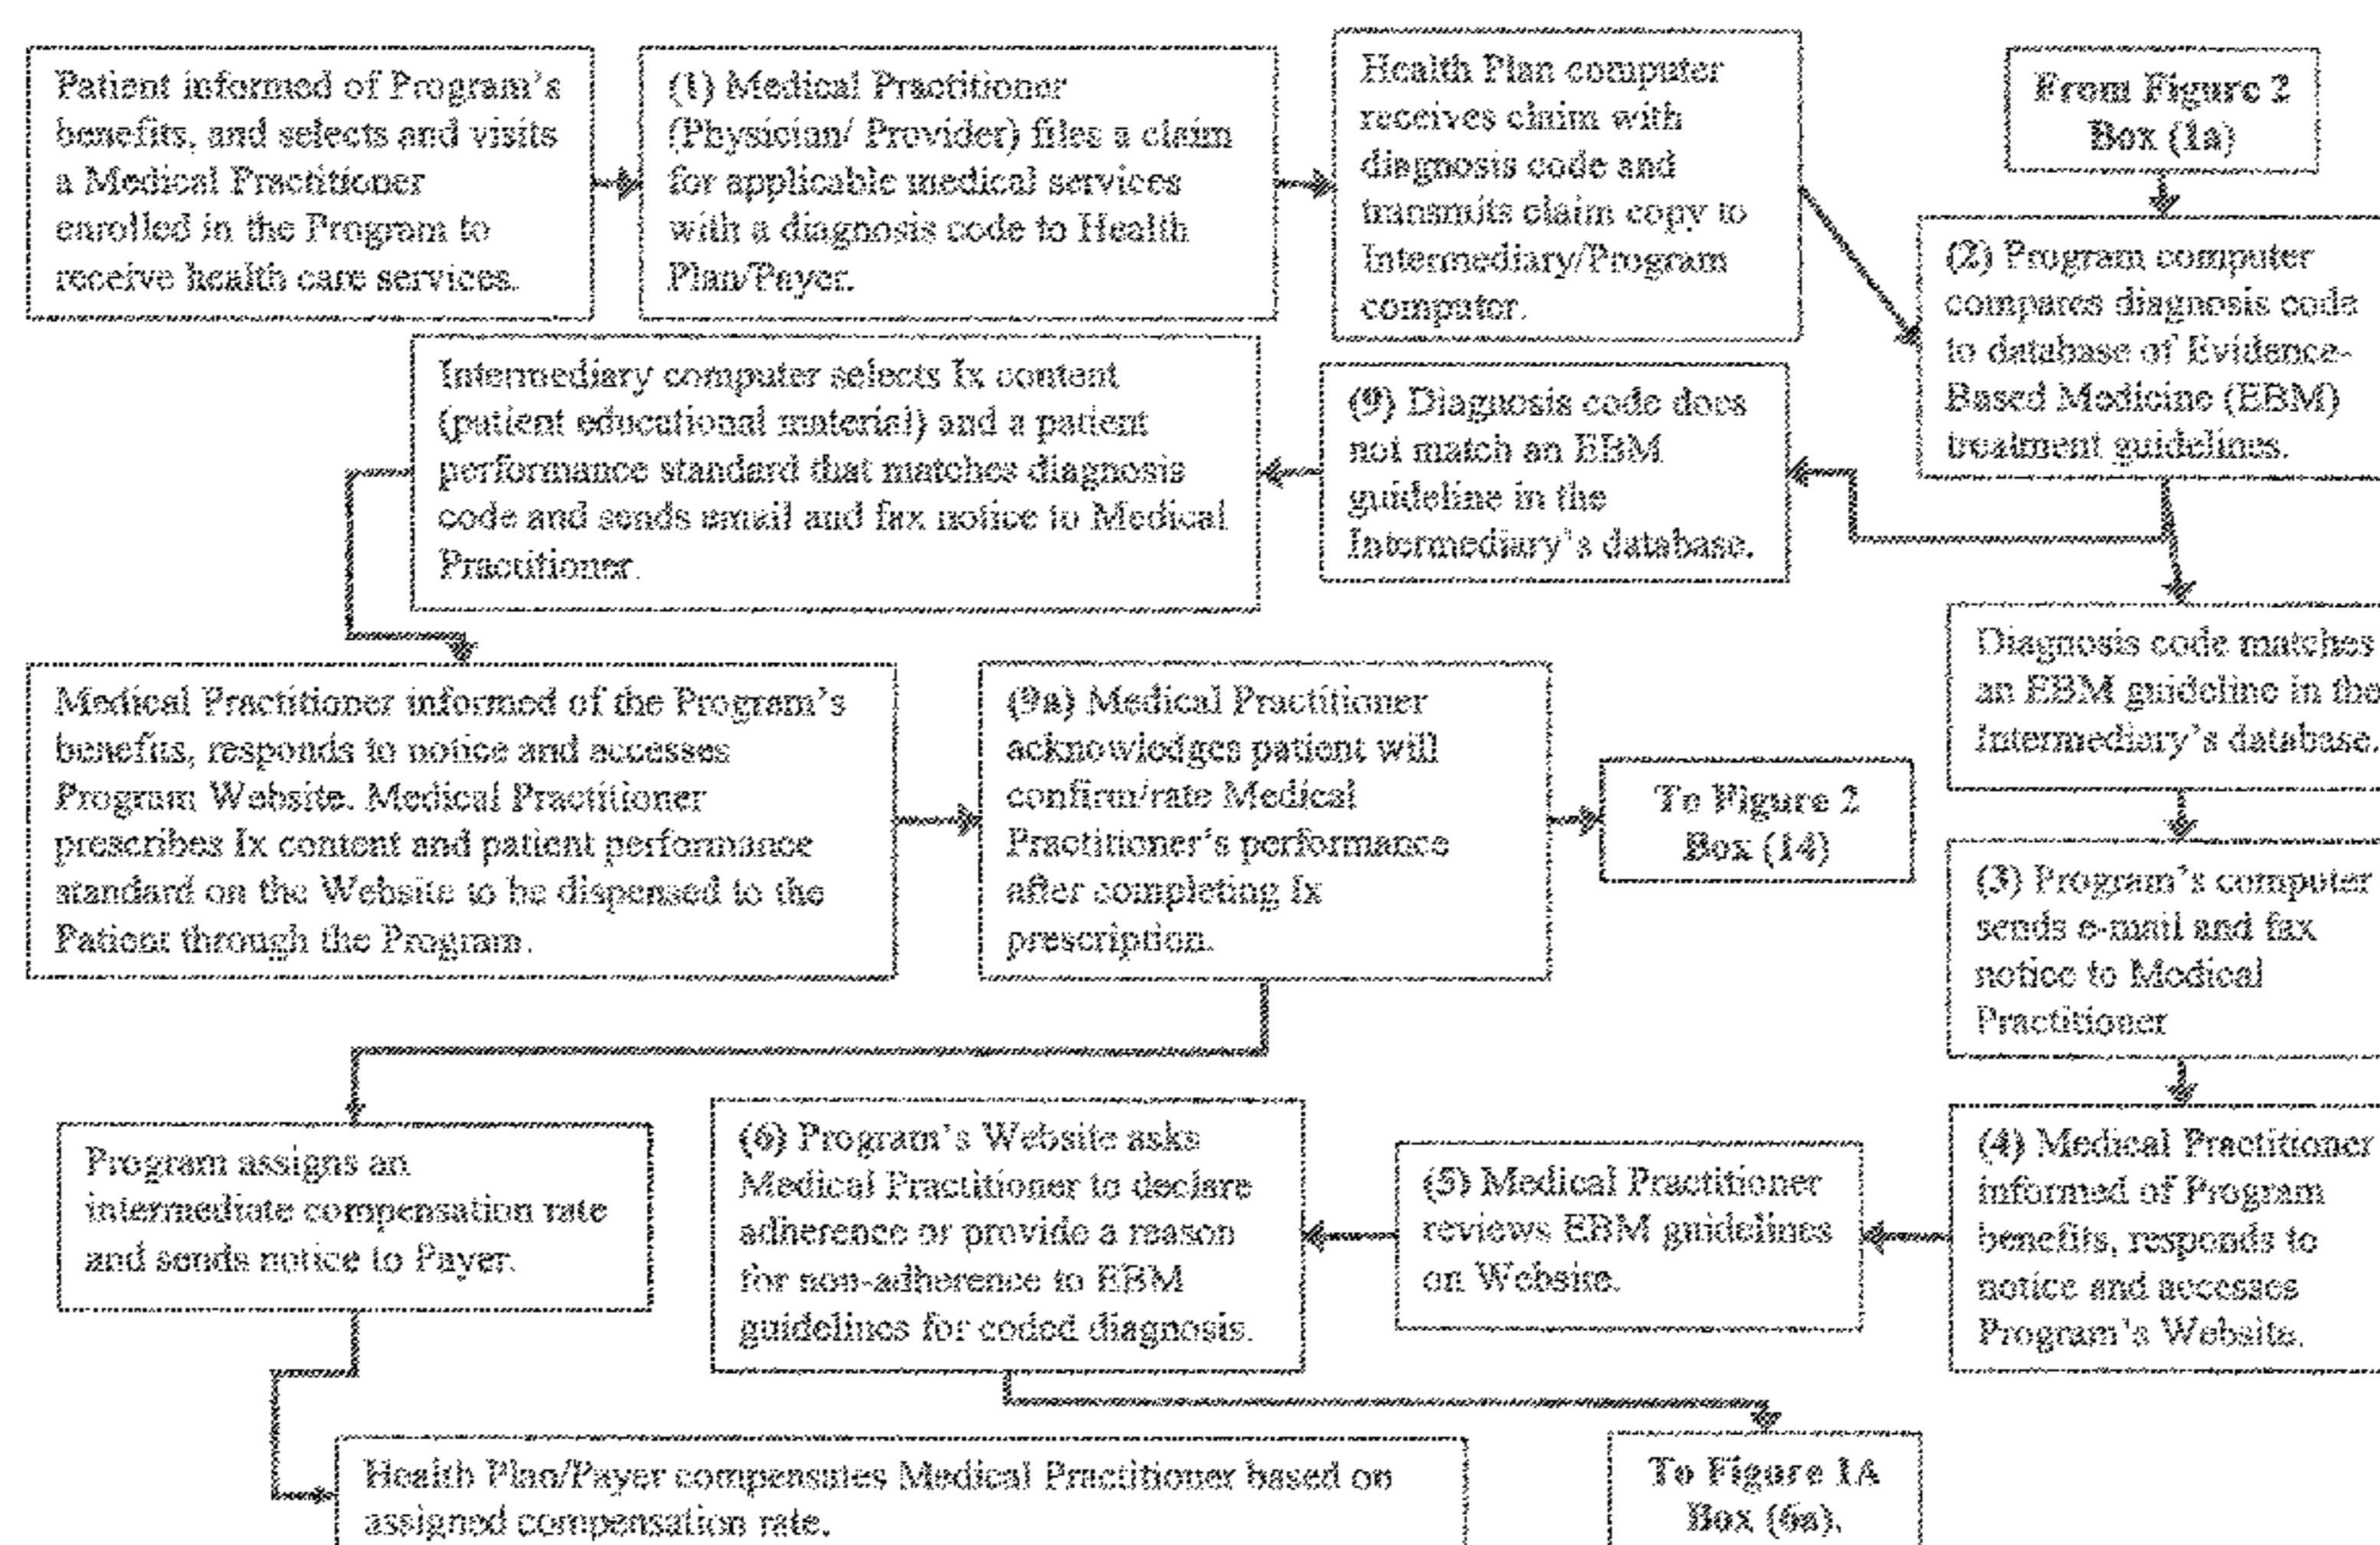 Patient informed of Program's
benefits, and selects and visits
a Medical Practitioner
enrolled in the Program to
receive health care services.
(1) Medical Practitioner
(Physician/ Provider) files a claim
for applicable medical services
with a diagnosis code to Health
Plan/Payer.
Health Plan computer
receives claim with
diagnosis code and
transmits claim copy to
Intermediary/Program
computer.
From Figure 2
Box (1a)
(2) Program computer
compares diagnosis code
to database of Evidence-
Based Medicine (EBM)
treatment guidelines.
(9) Diagnosis code does
not match an EBM
guideline in the
Intermediary's database.
Intermediary computer selects Ix content
(patient educational material) and a patient
performance standard that matches diagnosis
code and sends email and fax notice to Medical
Practitioner.
Diagnosis code matches
an EBM guideline in the
Intermediary's database.
Medical Practitioner informed of the Program's
benefits, responds to notice and accesses
Program Website. Medical Practitioner
prescribes Ix content and patient performance
standard on the Website to be dispensed to the
Patient through the Program.
(9a) Medical Practitioner
acknowledges patient will
confirm/rate Medical
Practitioner's performance
after completing Ix
prescription.
To Figure 2
Box (14)
(3) Program's computer
sends e-mail and fax
notice to Medical
Practitioner
(4) Medical Practitioner
informed of Program
benefits, responds to
notice and accesses
Program's Website.
(5) Medical Practitioner
reviews EBM guidelines
on Website.
(6) Program's Website asks
Medical Practitioner to declare
adherence or provide a reason
for non-adherence to EBM
guidelines for coded diagnosis.
Program assigns an
intermediate compensation rate
and sends notice to Payer.
Health Plan/Payer compensates Medical Practitioner based on
assigned compensation rate.
To Figure 1A
Box (6a).